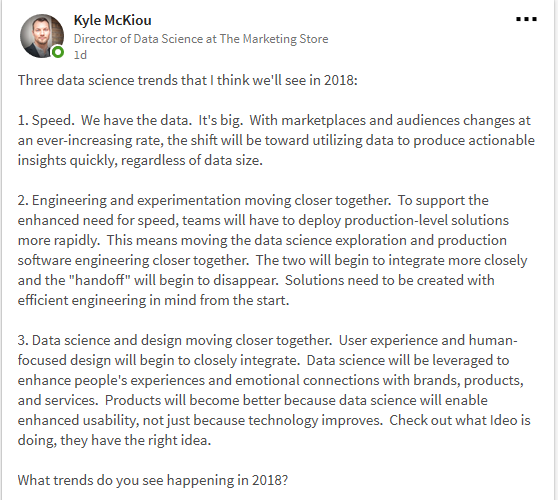 Kyle McKiou
Director of Data Science at The Marketing Store
1d
Three data science trends that I think we'll see in 2018:
1. Speed.  We have the data.  It's big.  With marketplaces and audiences changes at
an ever-increasing rate, the shift will be toward utilizing data to produce actionable
insights quickly, regardless of data size.
2. Engineering and experimentation moving closer together.  To support the
enhanced need for speed, teams will have to deploy production-level solutions
more rapidly.  This means moving the data science exploration and production
software engineering closer together.  The two will begin to integrate more closely
and the "handoff" will begin to disappear.  Solutions need to be created with
efficient engineering in mind from the start.
3. Data science and design moving closer together.  User experience and human-
focused design will begin to closely integrate.  Data science will be leveraged to
enhance people's experiences and emotional connections with brands, products,
and services.  Products will become better because data science will enable
enhanced usability, not just because technology improves.  Check out what Ideo is
doing, they have the right idea.
What trends do you see happening in 2018?